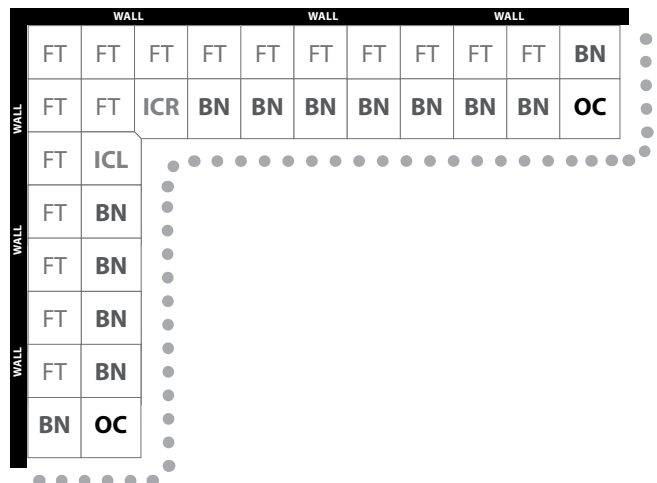 WALL WALL WALL
FT FT FT FT FT FT FT FT FT FT BN
WALL
FT FT ICR BN BN BN BN BN BN BN OC
FT ICL
FT BN
WALL
FT BN
FT BN
WALL
FT BN
BN OC